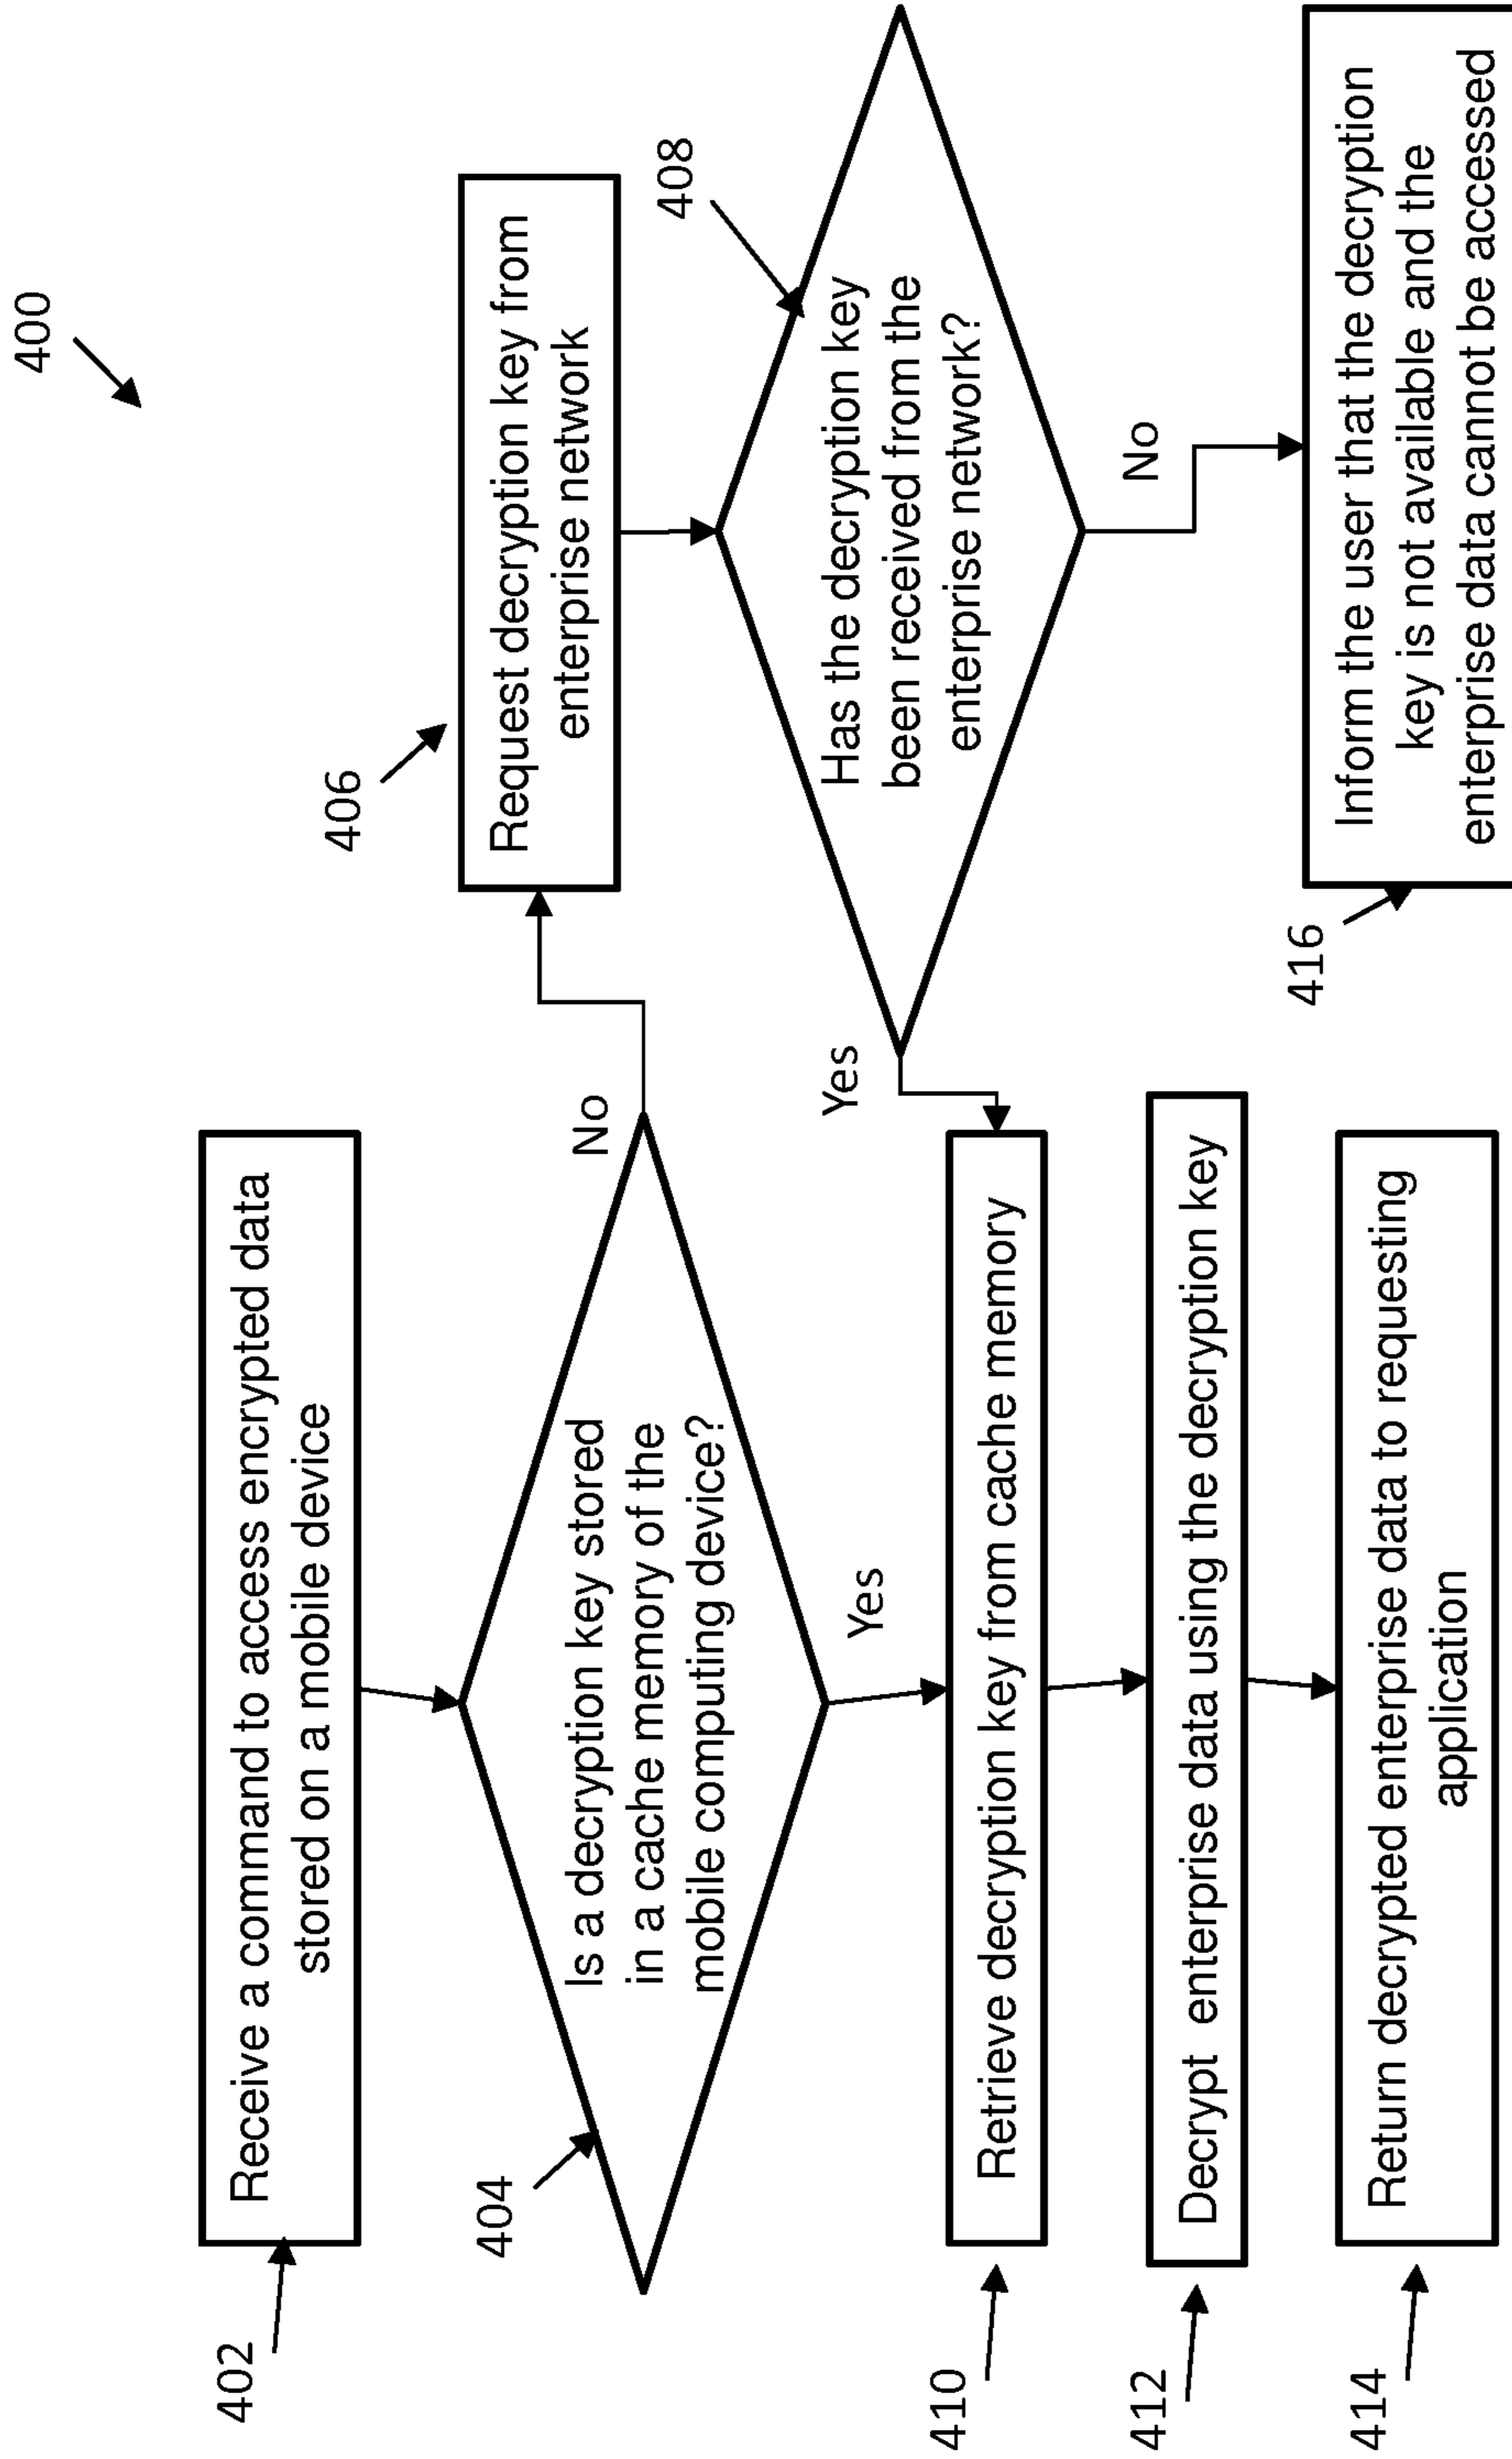 400
402
Receive a command to access encrypted data
stored on a mobile device
404
Is a decryption key stored
in a cache memory of the
mobile computing device?
No
Yes
406
Request decryption key from
enterprise network
408
Has the decryption key
been received from the
enterprise network?
Yes
No
410
Retrieve decryption key from cache memory
412
Decrypt enterprise data using the decryption key
414
Return decrypted enterprise data to requesting
application
416
Inform the user that the decryption
key is not available and the
enterprise data cannot be accessed